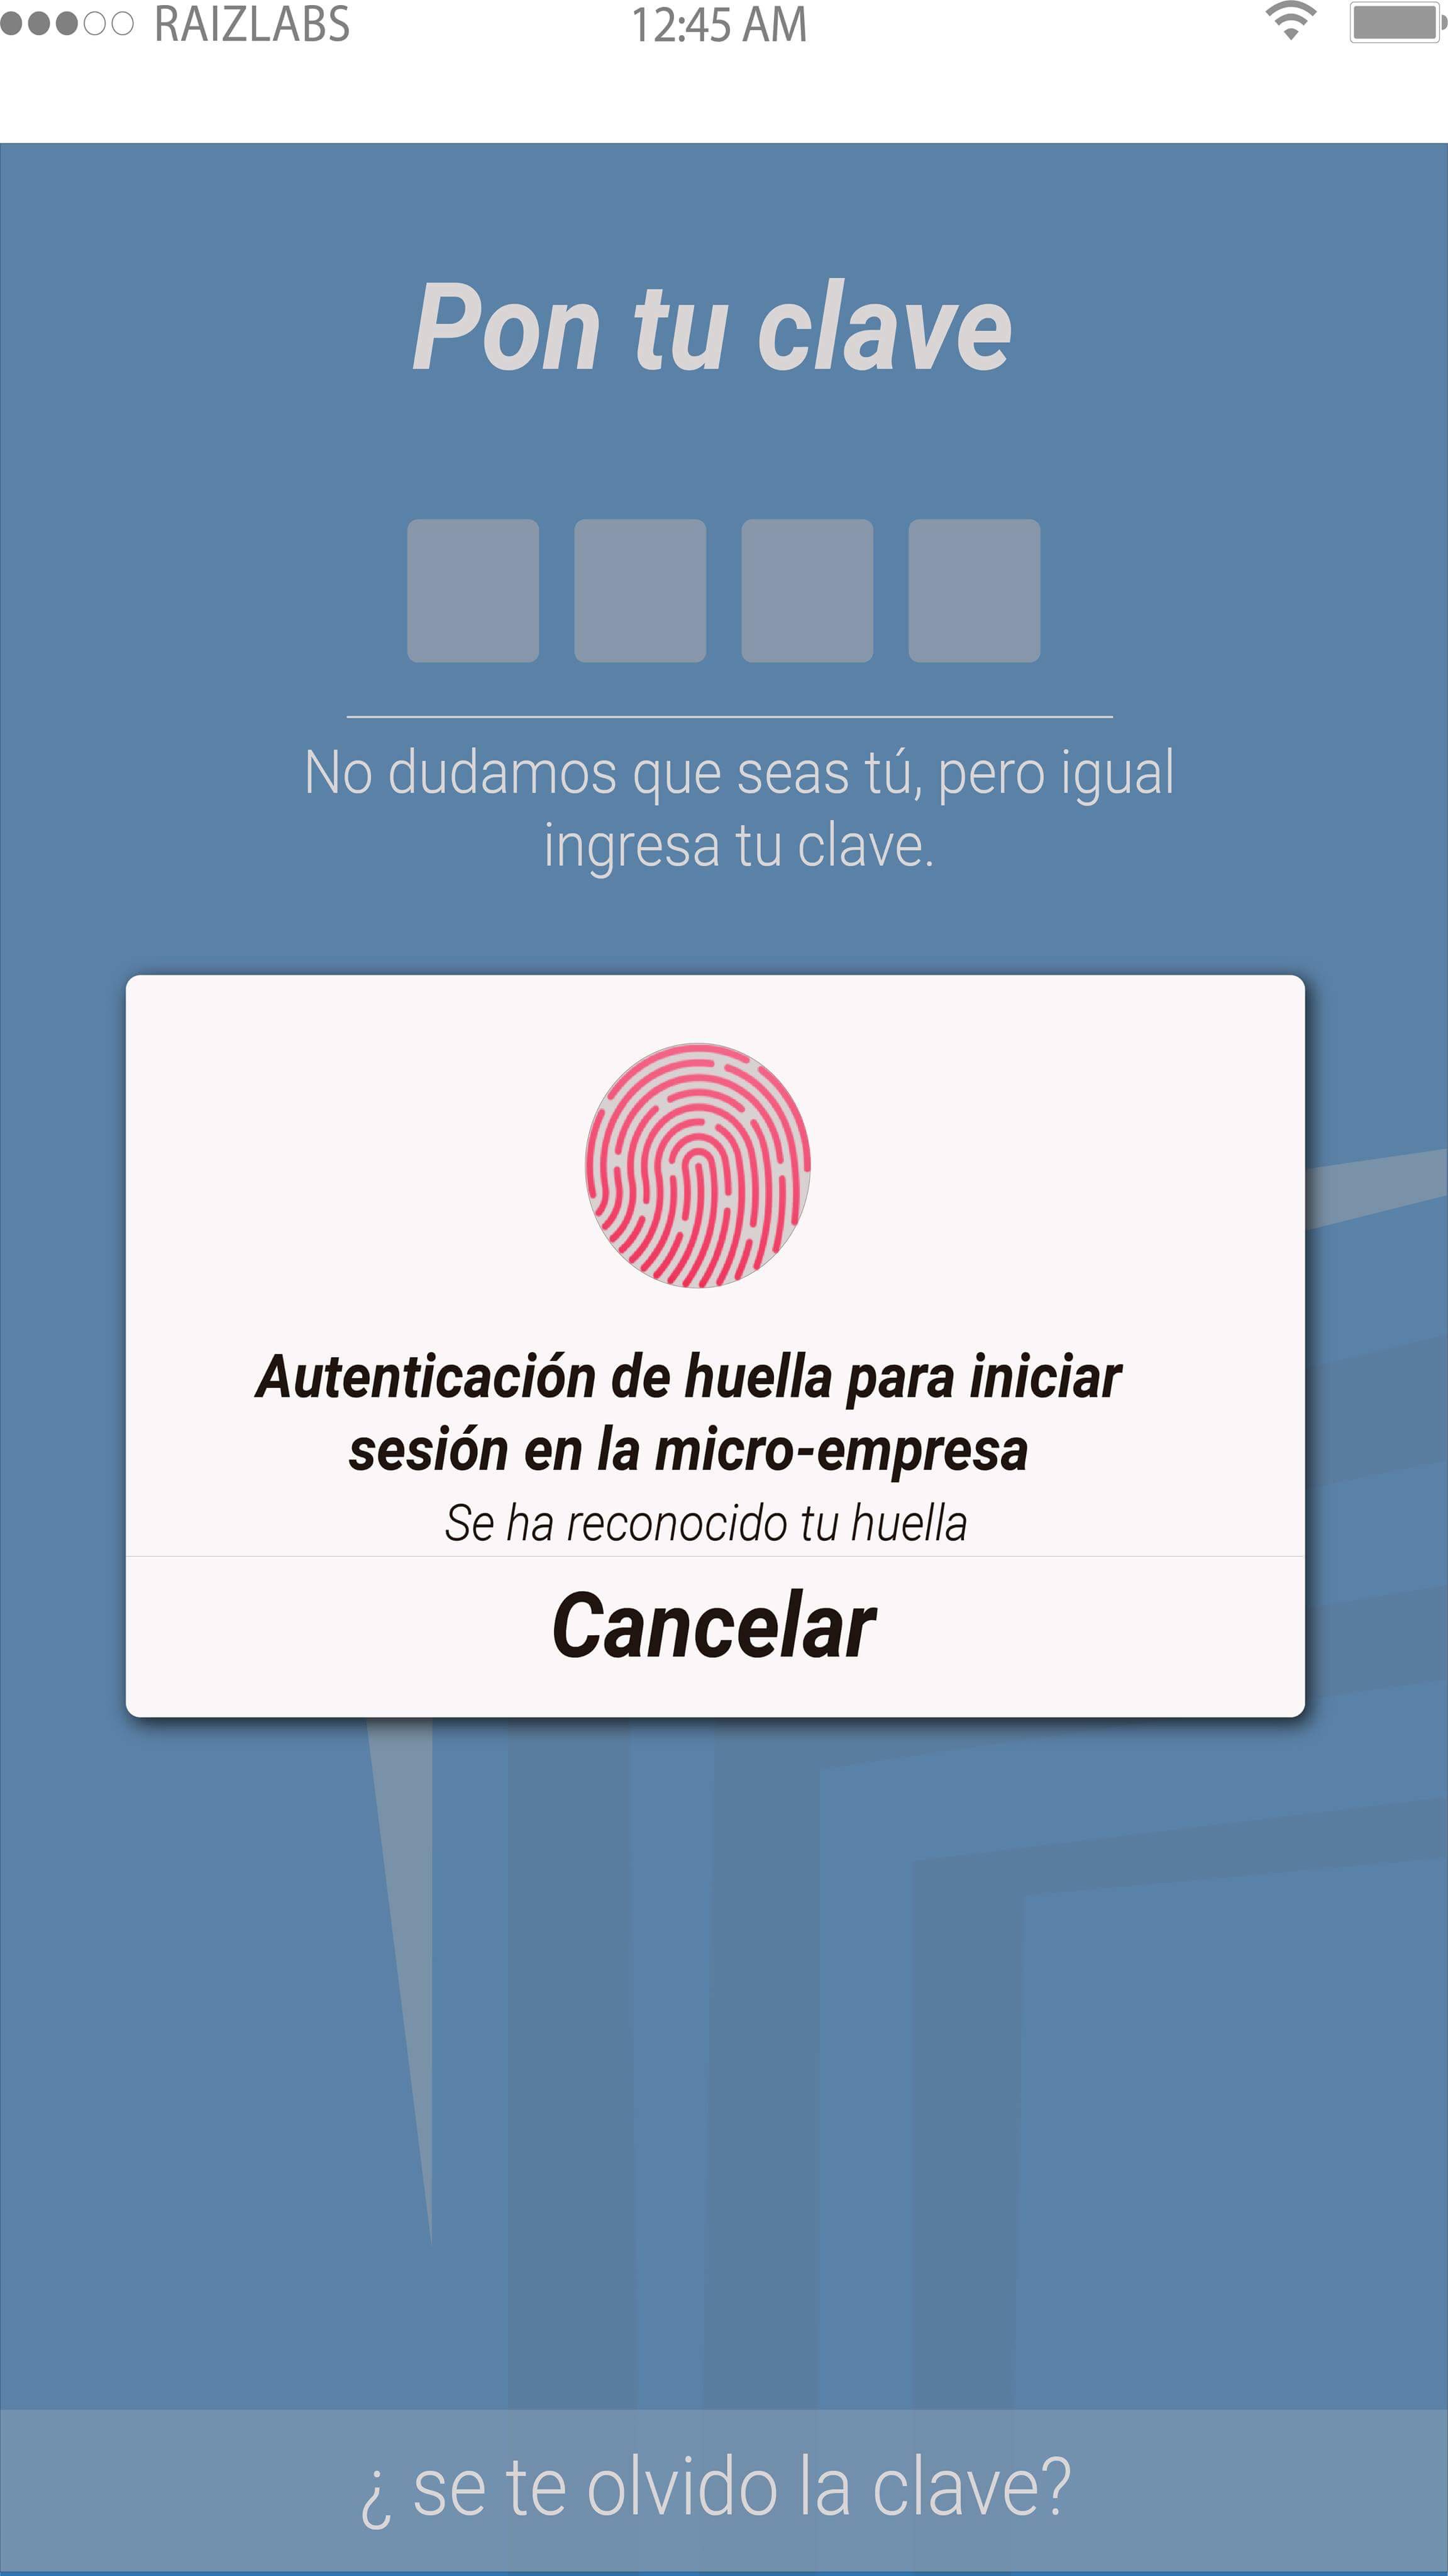 RAIZLABS 12:45 AM
Pon tu clave
No dudamos que seas tú, pero igual
ingresa tu clave.
Autenticación de huella para iniciar
sesión en la micro-empresa
Se ha reconocido tu huella
Cancelar
¿ se te olvido la clave?